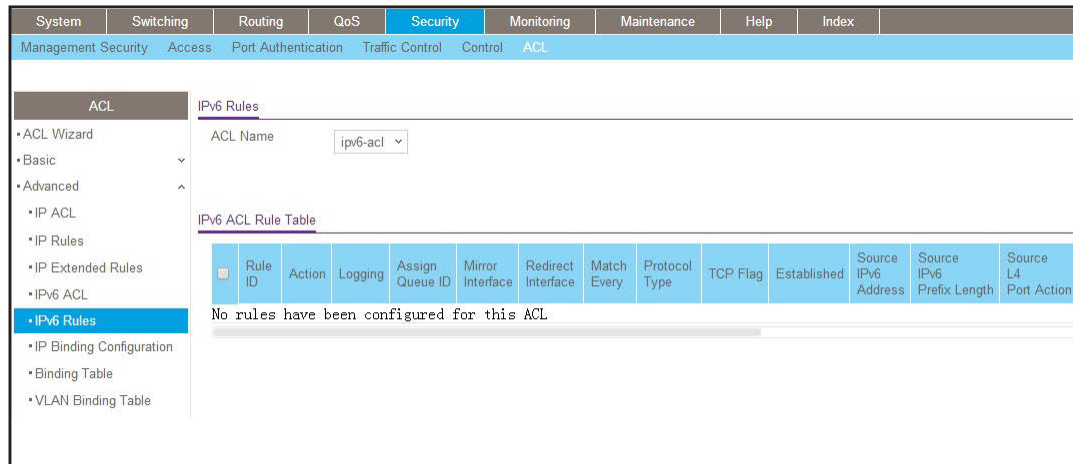 System Switching Routing QoS Security Monitoring Maintenance Help Index
Management Security Access Port Authentication Traffic Control Control ACL
ACL
ACL Wizard
Basic
Advanced
IP ACL
IP Rules
IP Extended Rules
IPv6 ACL
IPv6 Rules
IP Binding Configuration
Binding Table
VLAN Binding Table
IPv6 Rules
ACL Name ipv6-acl
IPv6 ACL Rule Table
Rule ID Action Logging Assign Queue ID Mirror Interface Redirect Interface Match Every Protocol Type TCP Flag Established Source IPv6 Address Source IPv6 Prefix Length Source L4 Port Action
No rules have been configured for this ACL